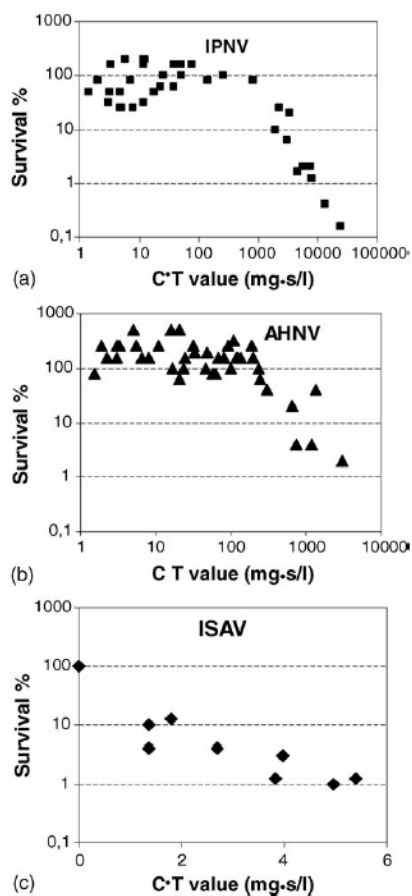 IPNV
Survival %
1000
100
10
1
0,1
1 10 100 1000 10000 100000
(a)
C*T value (mg•s/l)
AHNV
Survival %
1000
100
10
1
0,1
1 10 100 1000 10000
(b)
C T value (mg•s/l)
ISAV
Survival %
1000
100
10
1
0,1
0 2 4 6
(c)
C•T value (mg•s/l)